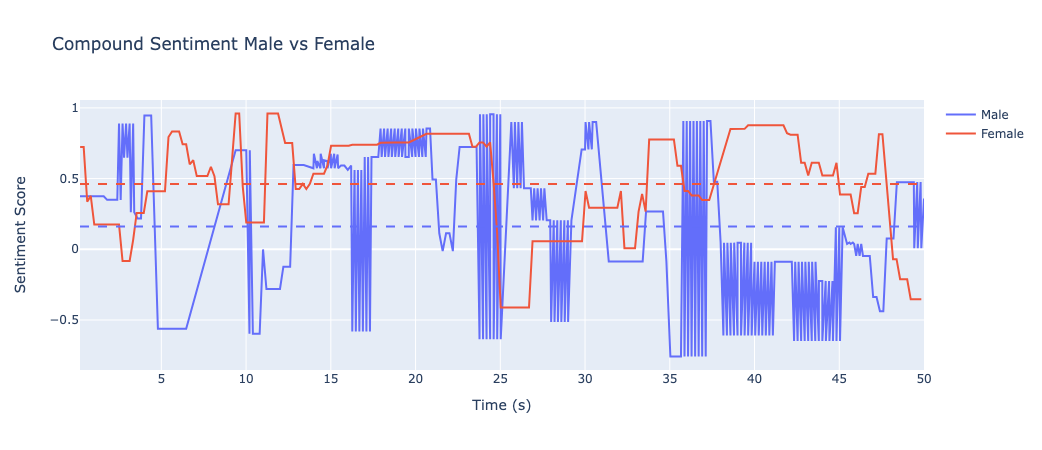 Compound Sentiment Male vs Female
1
0.5
0
−0.5
Sentiment Score
5 10 15 20 25 30 35 40 45 50
Time (s)
Male
Female